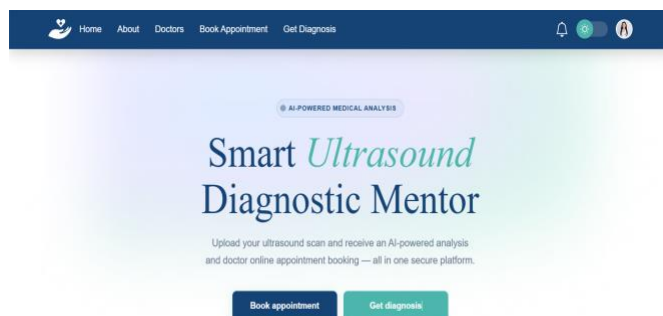 Home About Doctors Book Appointment Get Diagnosis
AI-POWERED MEDICAL ANALYSIS
Smart Ultrasound
Diagnostic Mentor
Upload your ultrasound scan and receive an AI-powered analysis
and doctor online appointment booking — all in one secure platform.
Book appointment Get diagnosis